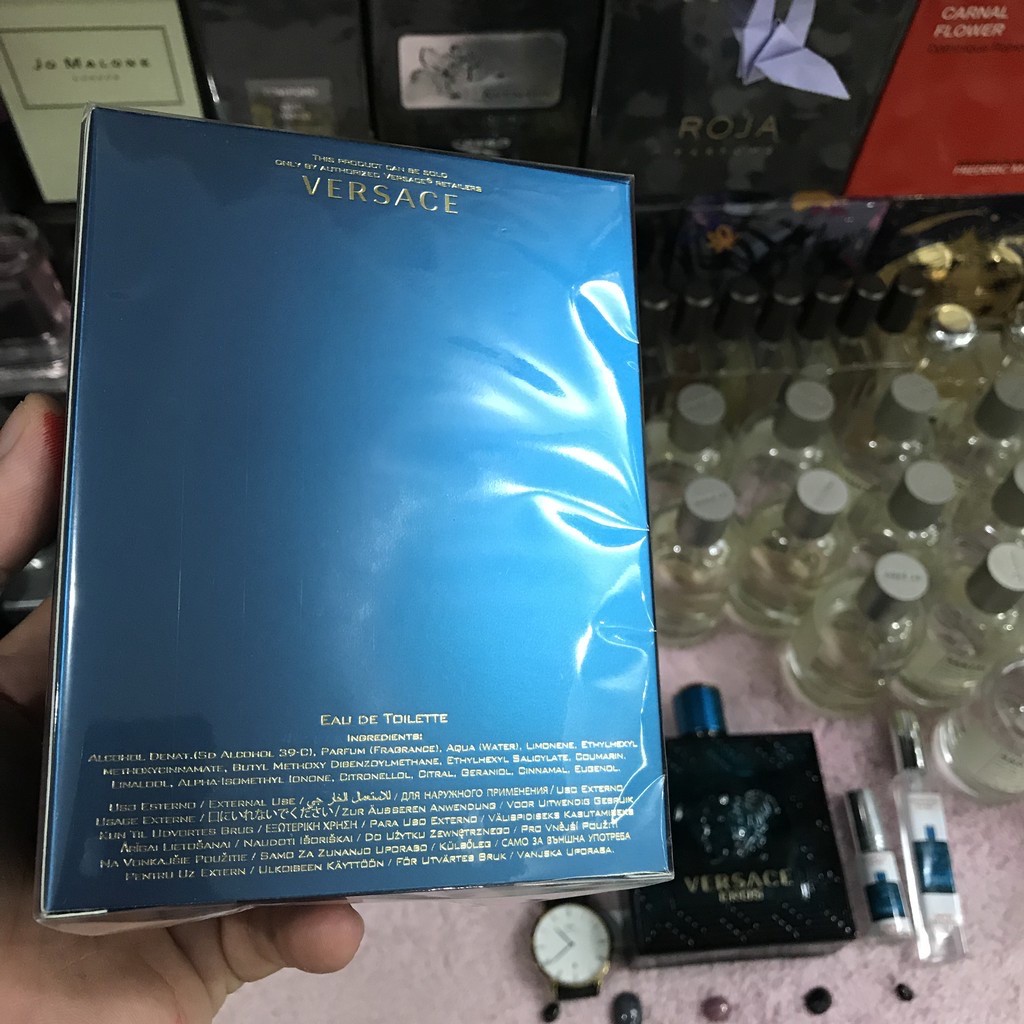 JO MALONE
LONDON
ROJA
PARFUMS
CARNAL
FLOWER
THIS PRODUCT CAN BE SOLD
ONLY BY AUTHORIZED VERSACE® RETAILERS
VERSACE
EAU DE TOILETTE
INGREDIENTS:
ALCOHOL DENAT.(SD ALCOHOL 39-C), PARFUM (FRAGRANCE), AQUA (WATER), LIMONENE, ETHYLHEXYL
METHOXYCINNAMATE, BUTYL METHOXY DIBENZOYLMETHANE, ETHYLHEXYL SALICYLATE, COUMARIN,
LINALOOL, ALPHA-ISOMETHYL IONONE, CITRONELLOL, CITRAL, GERANIOL, CINNAMAL, EUGENOL.
USO ESTERNO / EXTERNAL USE / للاستعمال الخارجي / ДЛЯ НАРУЖНОГО ПРИМЕНЕНИЯ / USO EXTERNO
USAGE EXTERNE / 口にいれないでください / ZUR ÄUSSEREN ANWENDUNG / VOOR UITWENDIG GEBRUIK
KUN TIL UDVORTES BRUG / ΕΞΩΤΕΡΙΚΗ ΧΡΗΣΗ / PARA USO EXTERNO / VÄLISPIDISEKS KASUTAMISEKS
ĀRĪGAI LIETOŠANAI / NAUDOTI IŠORIŠKAI / DO UŻYTKU ZEWNĘTRZNEGO / PRO VNĚJŠÍ POUŽITÍ
NA VONKAJŠIE POUŽITIE / SAMO ZA ZUNANJO UPORABO / KÜLSŐLEG / САМО ЗА ВЪНШНА УПОТРЕБА
PENTRU UZ EXTERN / ULKOISEEN KÄYTTÖÖN / FÖR UTVÄRTES BRUK / VANJSKA UPORABA.
VERSACE
EROS